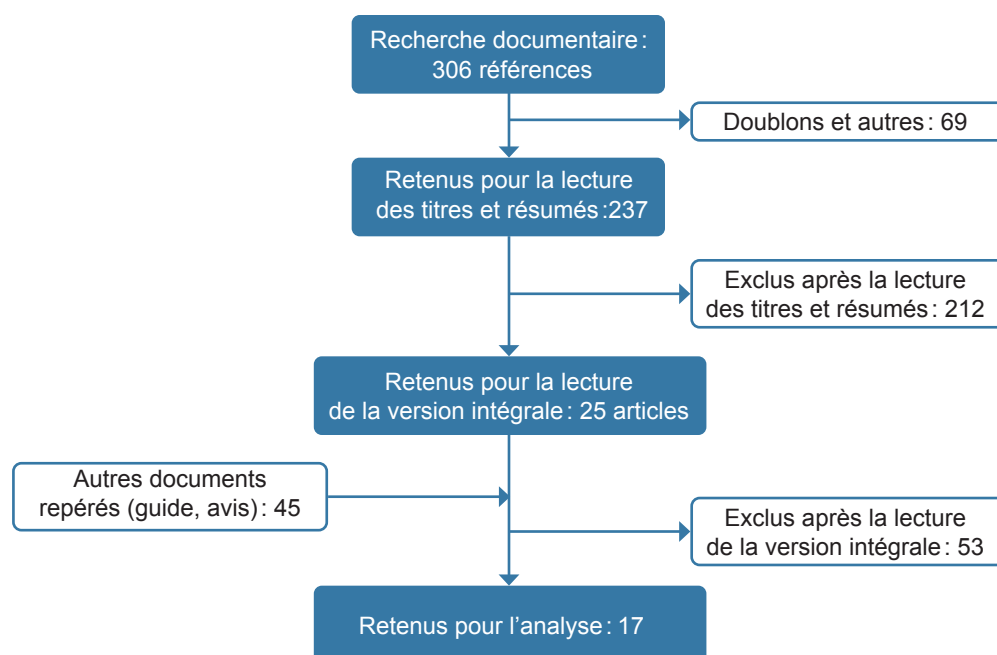 Recherche documentaire :
306 références
Doublons et autres : 69
Retenus pour la lecture
des titres et résumés :237
Exclus après la lecture
des titres et résumés : 212
Retenus pour la lecture
de la version intégrale : 25 articles
Autres documents
repérés (guide, avis) : 45
Exclus après la lecture
de la version intégrale : 53
Retenus pour l’analyse : 17